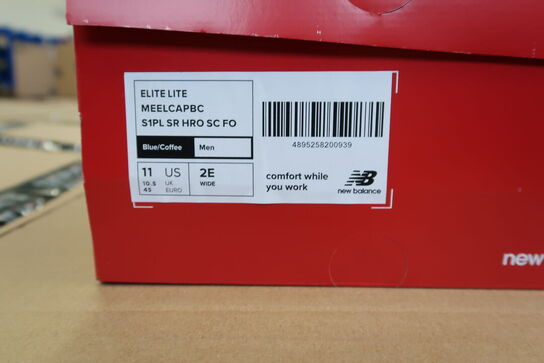 ELITE LITE
MEELCAPBC
S1PL SR HRO SC FO
Blue/Coffee Men
4895258200939
11 US 2E
10.5 UK WIDE
45 EURO
comfort while
you work
new balance
new